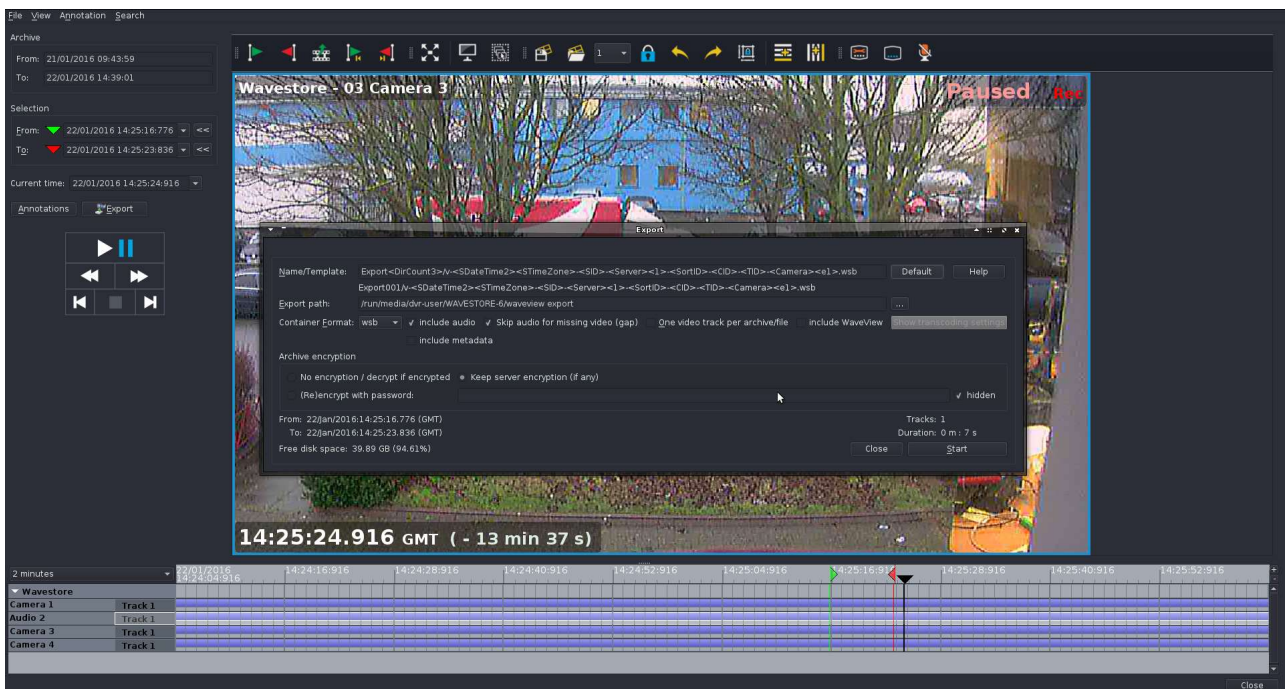 File View Annotation Search
Archive
From: 21/01/2016 09:43:59
To: 22/01/2016 14:39:01
Selection
From: 22/01/2016 14:25:16:776 <<
To: 22/01/2016 14:25:23:836 <<
Current time: 22/01/2016 14:25:24:916
Annotations Export
1
Wavestore - 03 Camera 3
Paused Rec
Export
Name/Template: Export<DirCount3>/v-<SDateTime2><STimeZone>-<SID>-<Server><1>-<SortID>-<CID>-<TID>-<Camera><e1>.wsb Default Help
Export001/v-<SDateTime2><STimeZone>-<SID>-<Server><1>-<SortID>-<CID>-<TID>-<Camera><e1>.wsb
Export path: /run/media/dvr-user/WAVESTORE-6/waveview export ...
Container Format: wsb include audio Skip audio for missing video (gap) One video track per archive/file include WaveView Show transcoding settings
include metadata
Archive encryption
No encryption / decrypt if encrypted Keep server encryption (if any)
(Re)encrypt with password: hidden
From: 22/Jan/2016:14:25:16.776 (GMT) Tracks: 1
To: 22/Jan/2016:14:25:23.836 (GMT) Duration: 0 m : 7 s
Free disk space: 39.89 GB (94.61%) Close Start
14:25:24.916 GMT ( - 13 min 37 s)
2 minutes 22/01/2016 14:24:16:916 14:24:28:916 14:24:40:916 14:24:52:916 14:25:04:916 14:25:16:91 14:25:28:916 14:25:40:916 14:25:52:916 +
14:24:04:916 -
Wavestore
Camera 1 Track 1
Audio 2 Track 1
Camera 3 Track 1
Camera 4 Track 1
Close